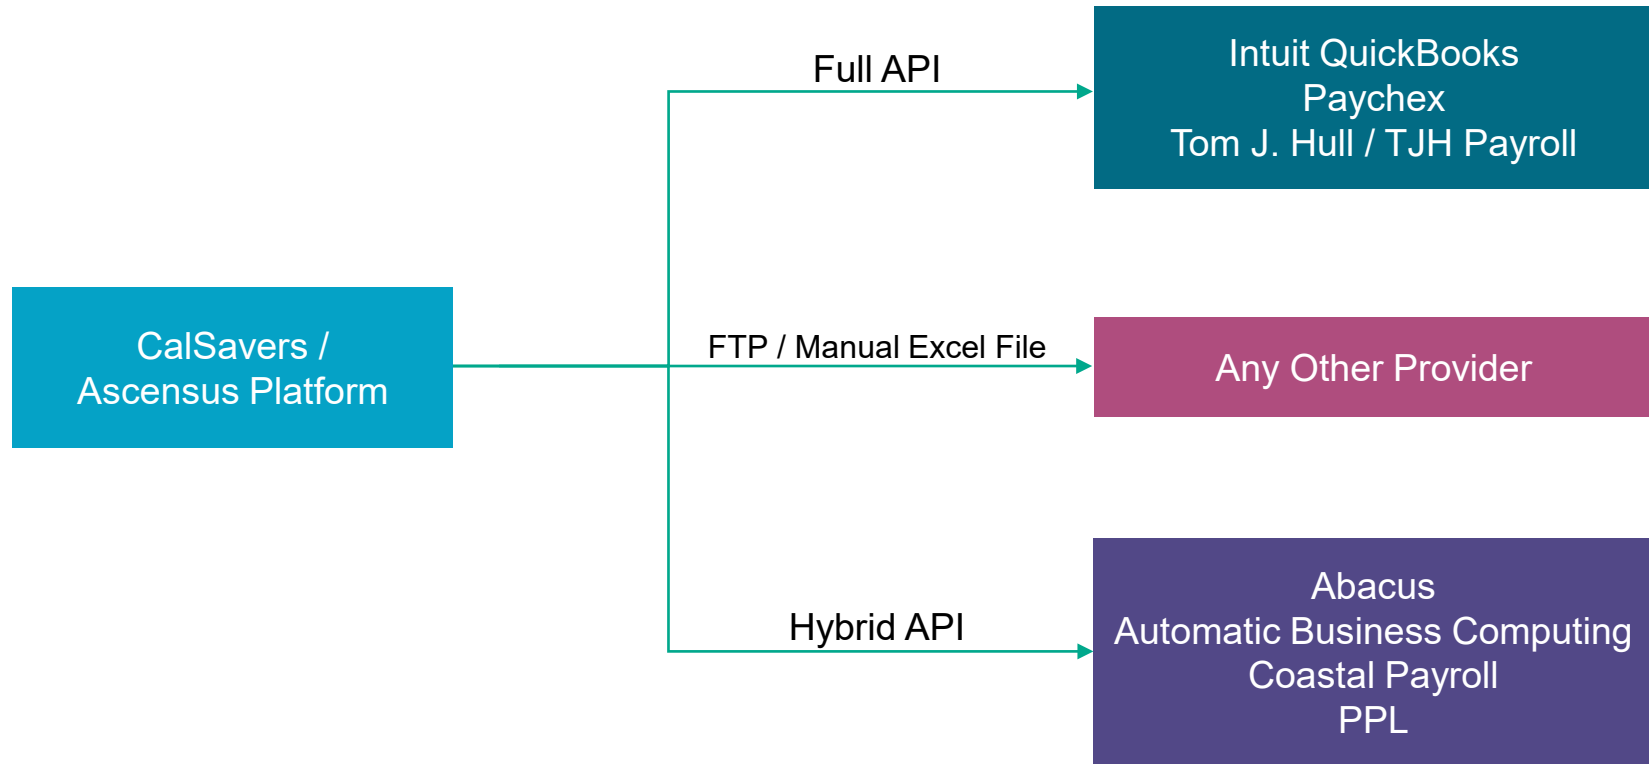 CalSavers /
Ascensus Platform
Full API
Intuit QuickBooks
Paychex
Tom J. Hull / TJH Payroll
FTP / Manual Excel File
Any Other Provider
Hybrid API
Abacus
Automatic Business Computing
Coastal Payroll
PPL